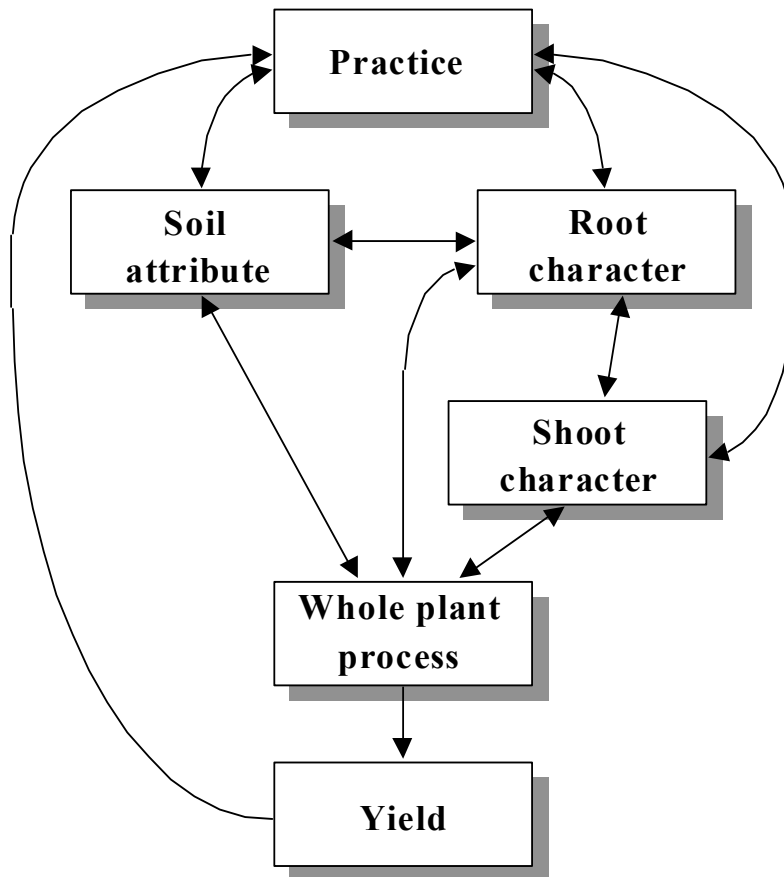 Practice
Soil
attribute
Root
character
Shoot
character
Whole plant
process
Yield